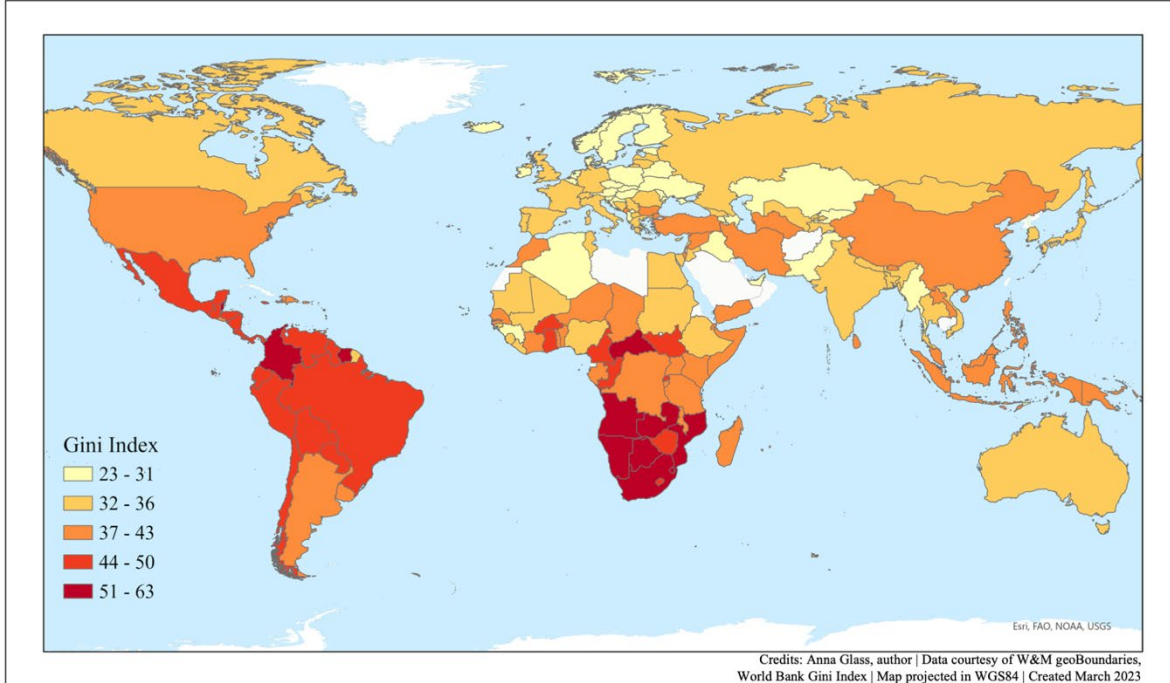 Gini Index
23 - 31
32 - 36
37 - 43
44 - 50
51 - 63
Esri, FAO, NOAA, USGS
Credits: Anna Glass, author | Data courtesy of W&M geoBoundaries,
World Bank Gini Index | Map projected in WGS84 | Created March 2023